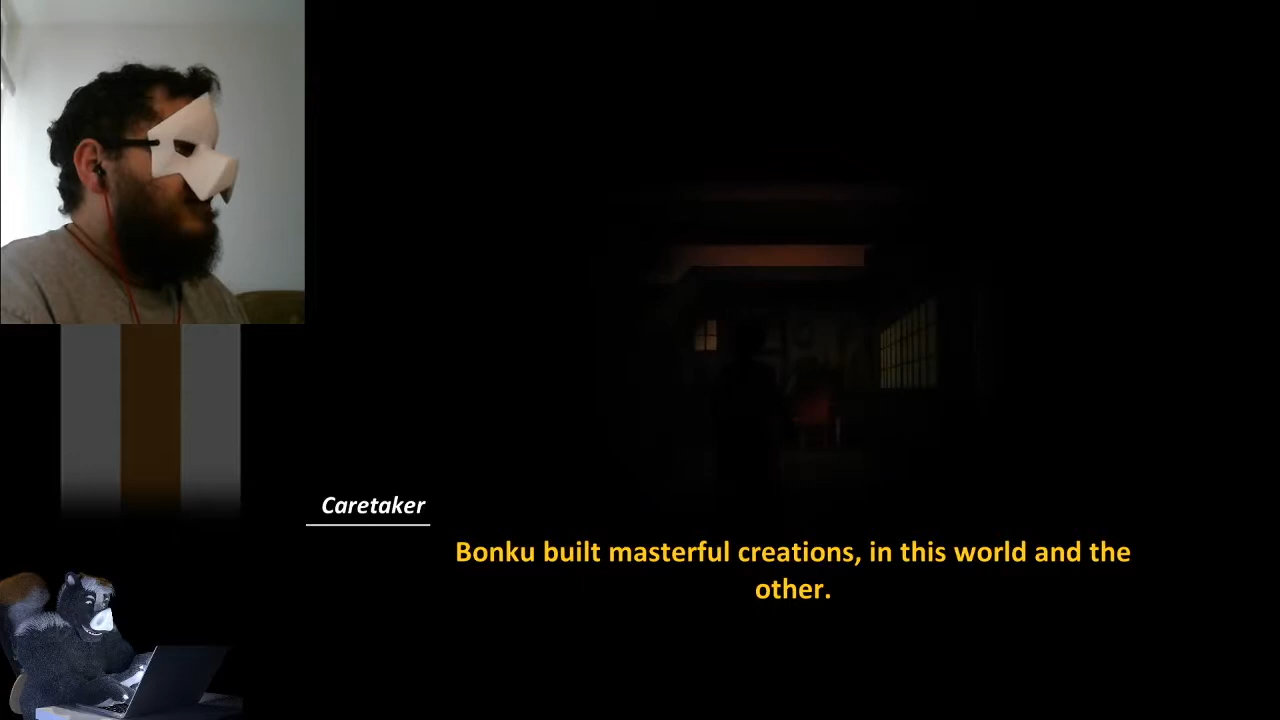 Caretaker
Bonku built masterful creations, in this world and the
other.